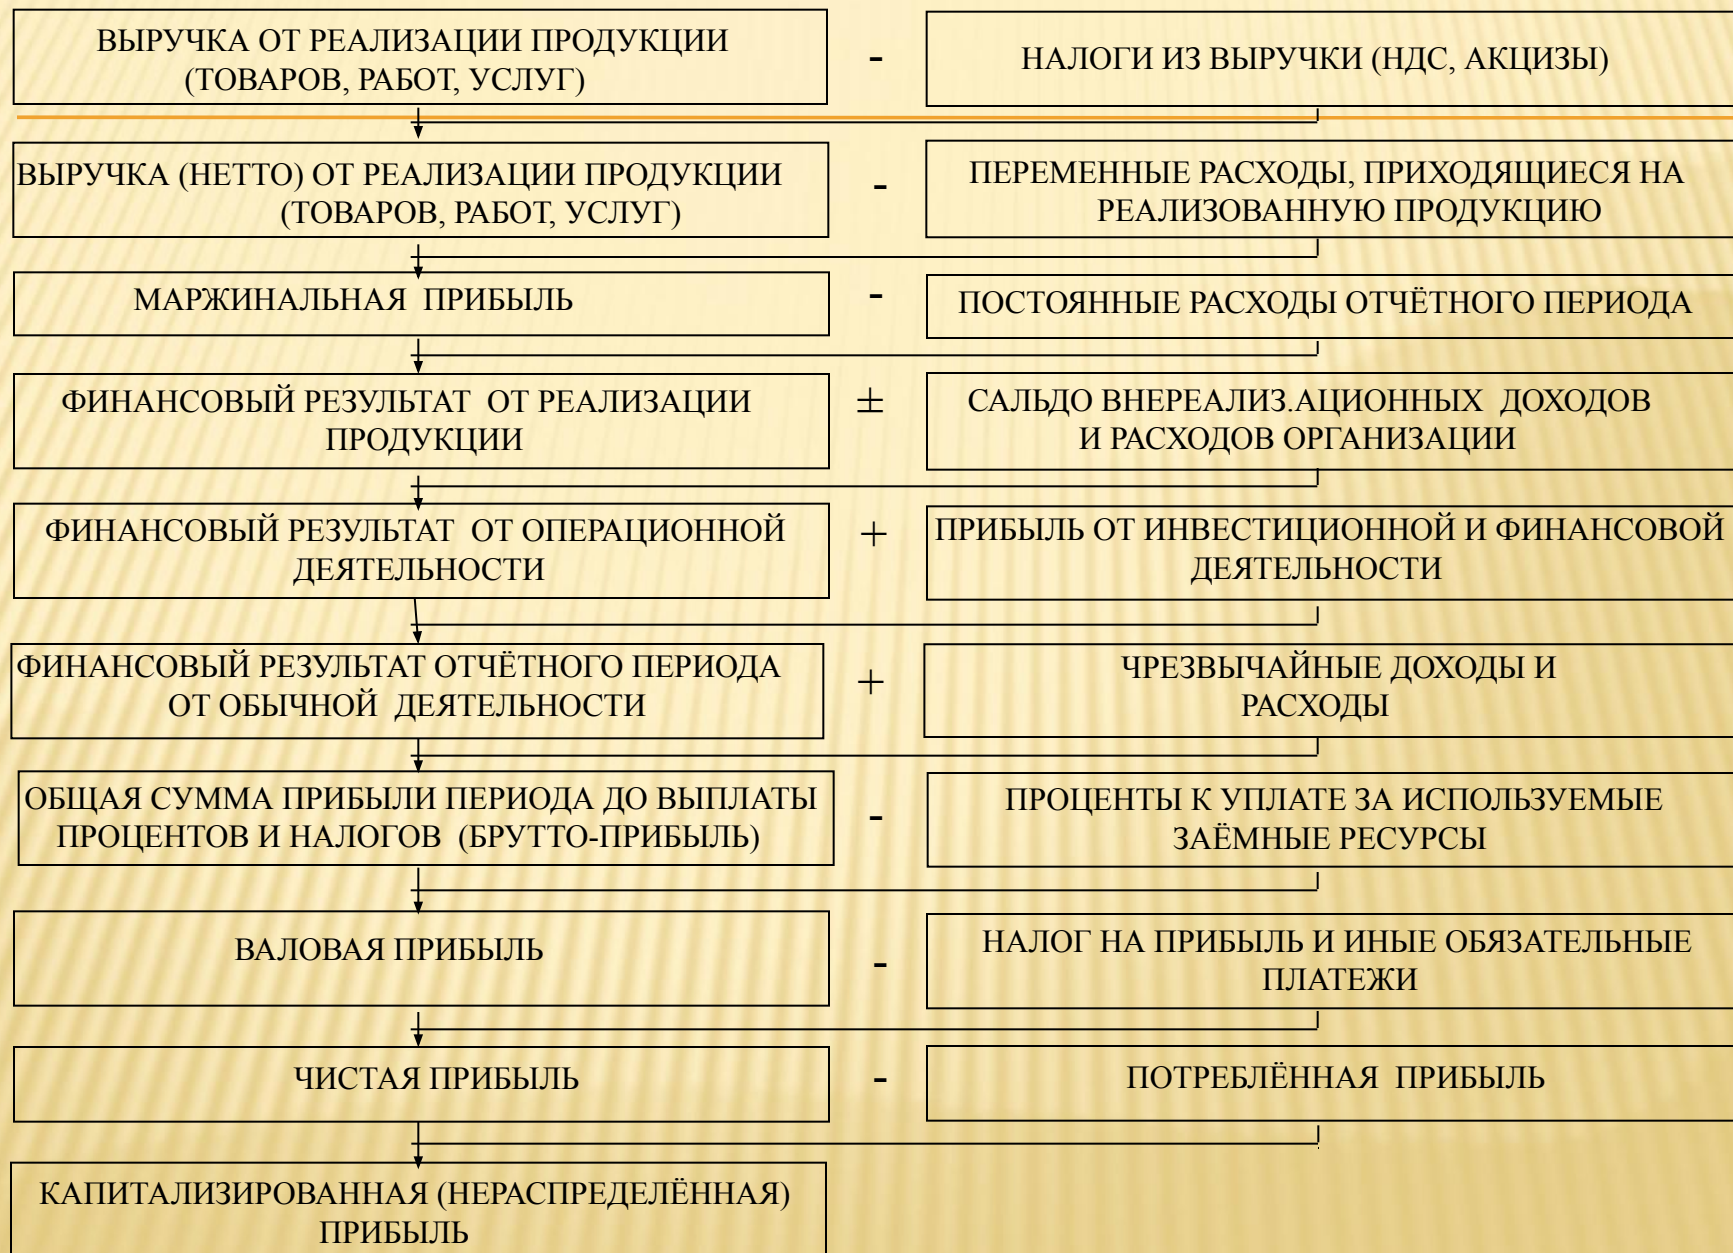 ВЫРУЧКА ОТ РЕАЛИЗАЦИИ ПРОДУКЦИИ
(ТОВАРОВ, РАБОТ, УСЛУГ)
-
НАЛОГИ ИЗ ВЫРУЧКИ (НДС, АКЦИЗЫ)
ВЫРУЧКА (НЕТТО) ОТ РЕАЛИЗАЦИИ ПРОДУКЦИИ
(ТОВАРОВ, РАБОТ, УСЛУГ)
-
ПЕРЕМЕННЫЕ РАСХОДЫ, ПРИХОДЯЩИЕСЯ НА
РЕАЛИЗОВАННУЮ ПРОДУКЦИЮ
МАРЖИНАЛЬНАЯ ПРИБЫЛЬ
-
ПОСТОЯННЫЕ РАСХОДЫ ОТЧЁТНОГО ПЕРИОДА
ФИНАНСОВЫЙ РЕЗУЛЬТАТ ОТ РЕАЛИЗАЦИИ
ПРОДУКЦИИ
±
САЛЬДО ВНЕРЕАЛИЗ.АЦИОННЫХ ДОХОДОВ
И РАСХОДОВ ОРГАНИЗАЦИИ
ФИНАНСОВЫЙ РЕЗУЛЬТАТ ОТ ОПЕРАЦИОННОЙ
ДЕЯТЕЛЬНОСТИ
+
ПРИБЫЛЬ ОТ ИНВЕСТИЦИОННОЙ И ФИНАНСОВОЙ
ДЕЯТЕЛЬНОСТИ
ФИНАНСОВЫЙ РЕЗУЛЬТАТ ОТЧЁТНОГО ПЕРИОДА
ОТ ОБЫЧНОЙ ДЕЯТЕЛЬНОСТИ
+
ЧРЕЗВЫЧАЙНЫЕ ДОХОДЫ И
РАСХОДЫ
ОБЩАЯ СУММА ПРИБЫЛИ ПЕРИОДА ДО ВЫПЛАТЫ
ПРОЦЕНТОВ И НАЛОГОВ (БРУТТО-ПРИБЫЛЬ)
-
ПРОЦЕНТЫ К УПЛАТЕ ЗА ИСПОЛЬЗУЕМЫЕ
ЗАЁМНЫЕ РЕСУРСЫ
ВАЛОВАЯ ПРИБЫЛЬ
-
НАЛОГ НА ПРИБЫЛЬ И ИНЫЕ ОБЯЗАТЕЛЬНЫЕ
ПЛАТЕЖИ
ЧИСТАЯ ПРИБЫЛЬ
-
ПОТРЕБЛЁННАЯ ПРИБЫЛЬ
КАПИТАЛИЗИРОВАННАЯ (НЕРАСПРЕДЕЛЁННАЯ)
ПРИБЫЛЬ